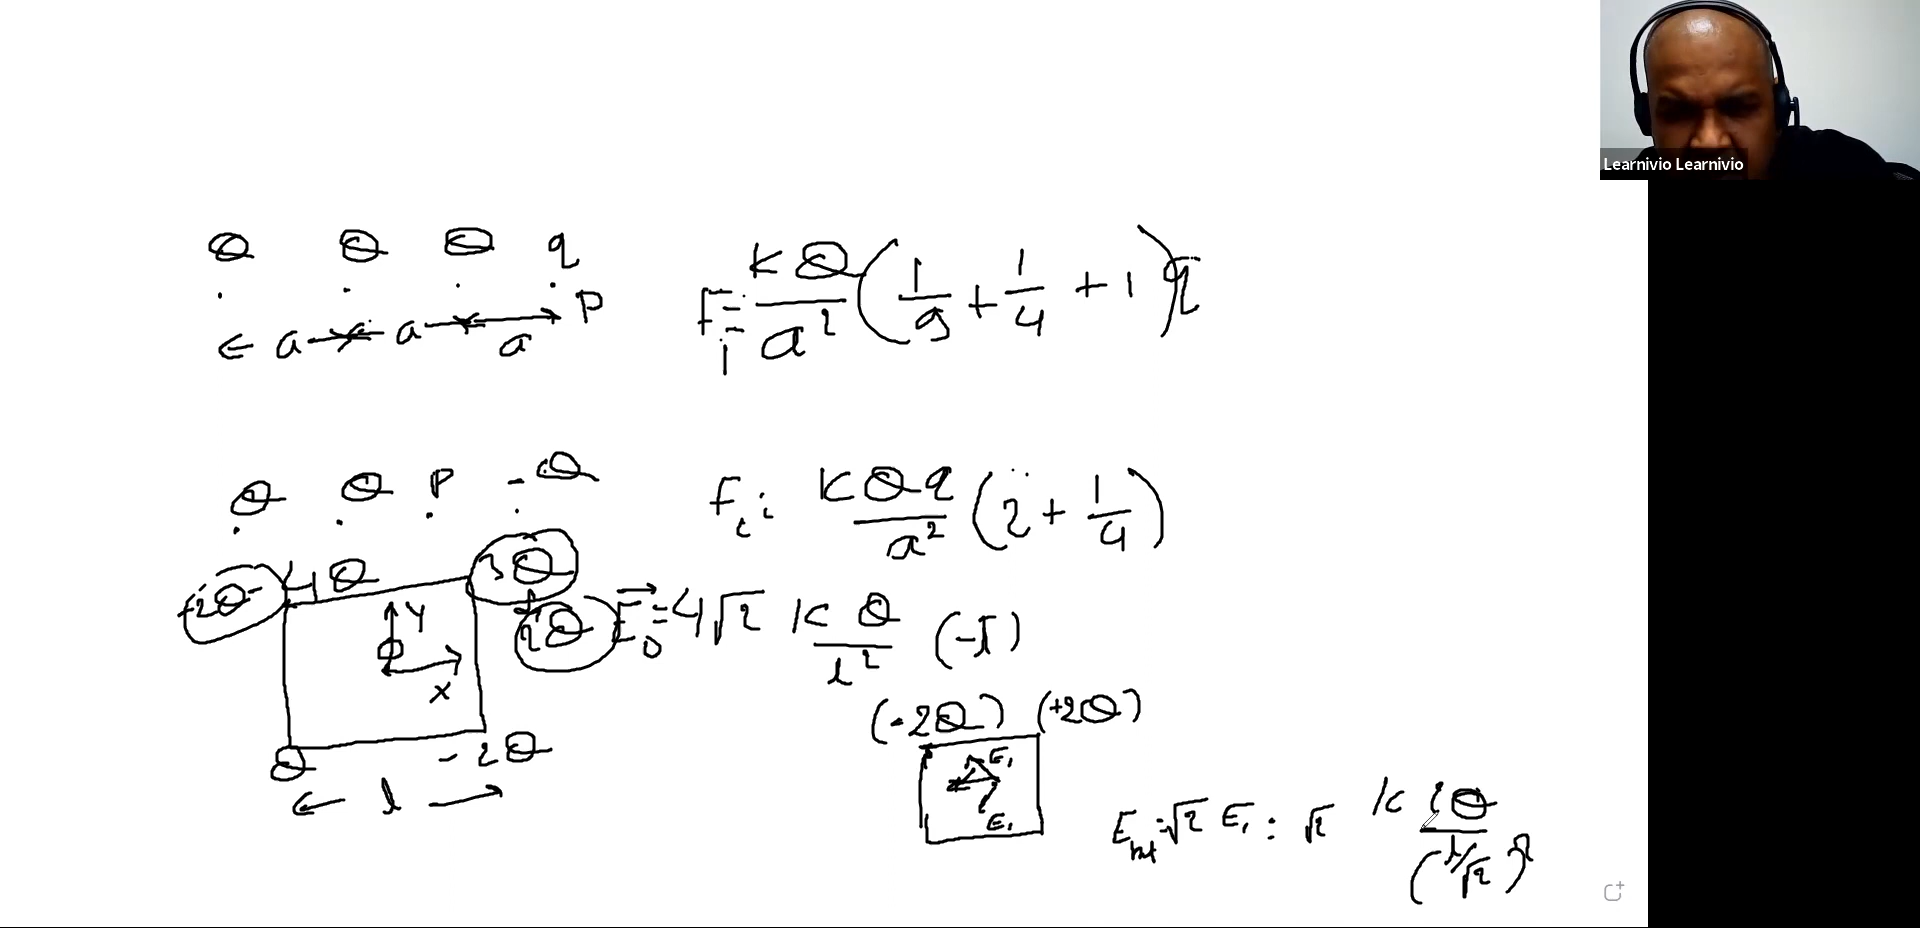 Learnivio Learnivio
Q Q Q q
P
a a a
F = KQ/a² (1/9 + 1/4 + 1) q
Q Q P -Q
F = KQq/a² (2 + 1/4)
-2Q -4Q 3Q
+2Q
Y
O
X
Q -2Q
l
E₀ = 4√2 KQ/l² (-i)
(-2Q) (+2Q)
E₁
E₁
E = √2 E₁ = √2 K 2Q/(l/√2)²